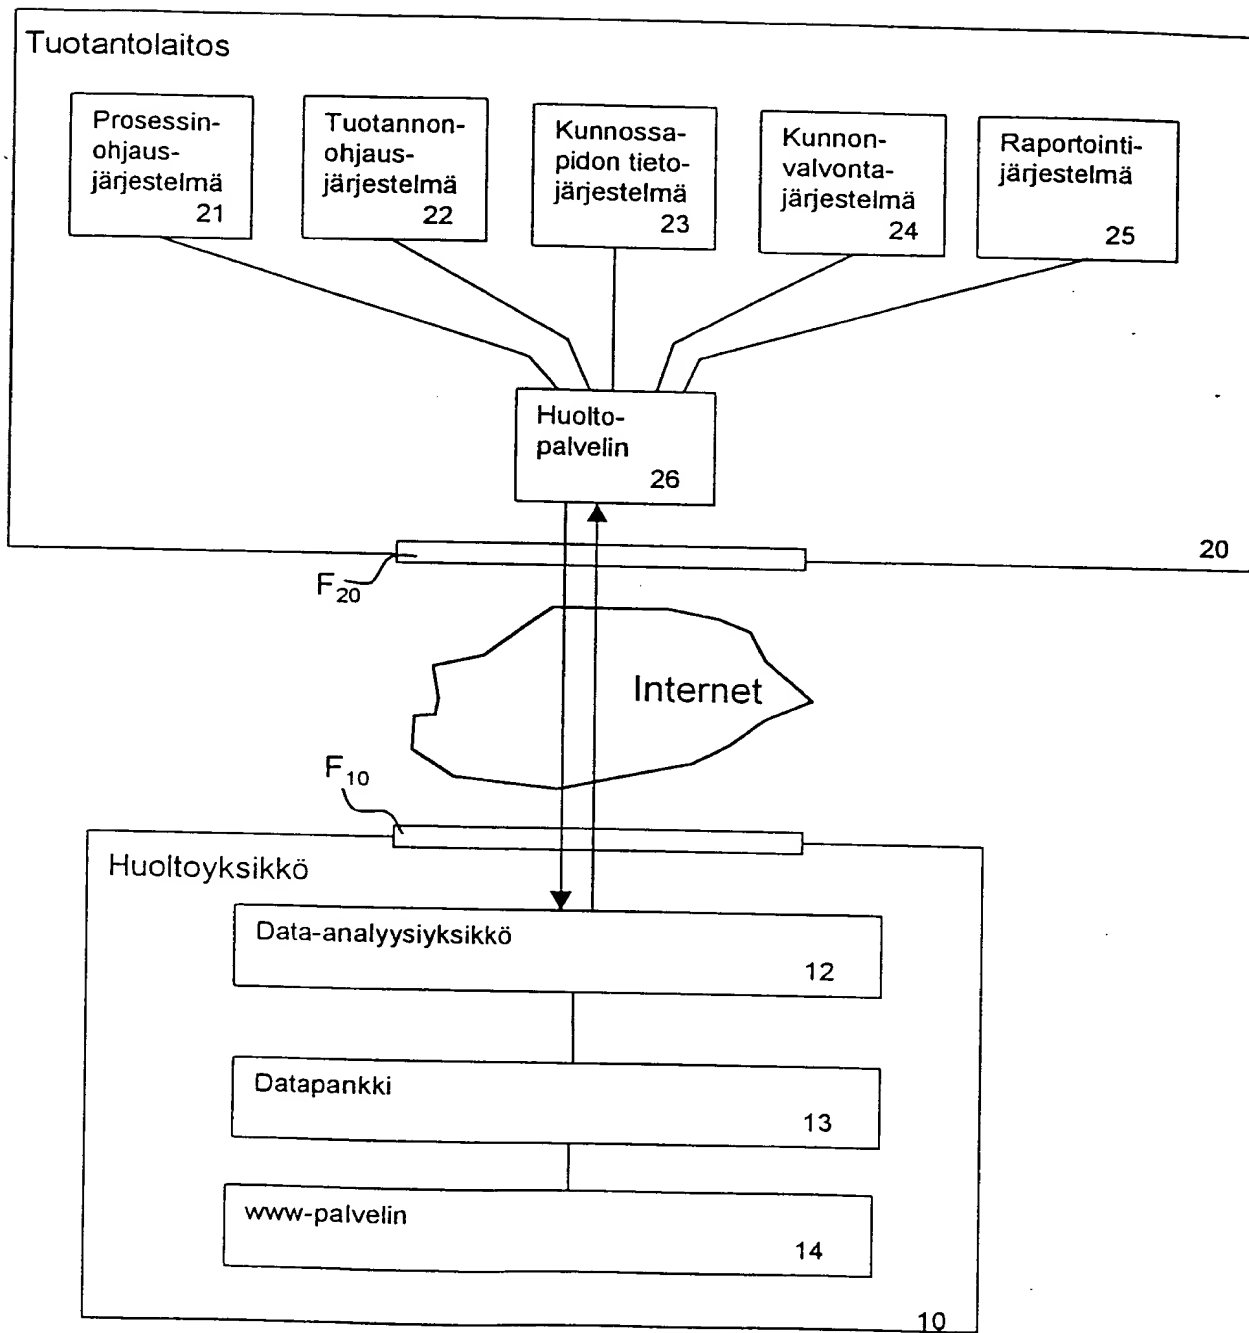 Tuotantolaitos
Prosessin-
ohjaus-
järjestelmä
21
Tuotannon-
ohjaus-
järjestelmä
22
Kunnossa-
pidon tieto-
järjestelmä
23
Kunnon-
valvonta-
järjestelmä
24
Raportointi-
järjestelmä
25
Huolto-
palvelin
26
20
F20
Internet
F10
Huoltoyksikkö
Data-analyysiyksikkö
12
Datapankki
13
www-palvelin
14
10